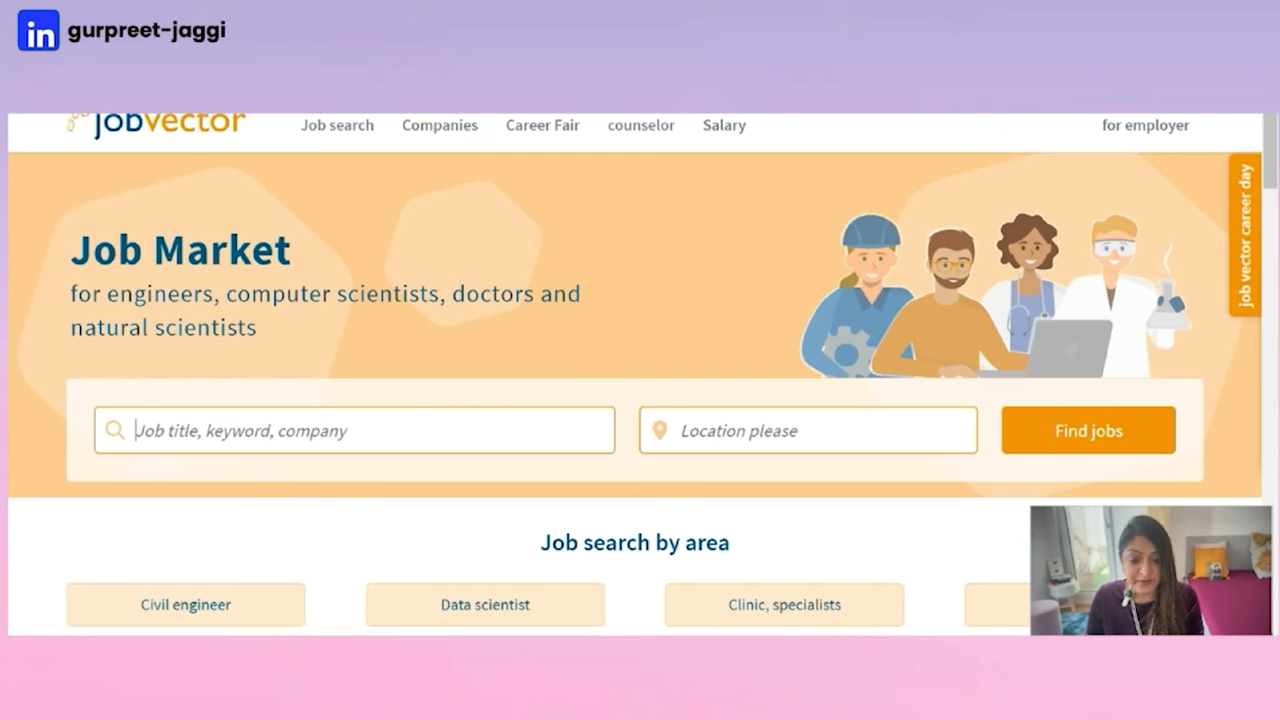 in gurpreet-jaggi
jobvector
Job search Companies Career Fair counselor Salary for employer
job vector career day
Job Market
for engineers, computer scientists, doctors and
natural scientists
Job title, keyword, company
Location please
Find jobs
Job search by area
Civil engineer
Data scientist
Clinic, specialists